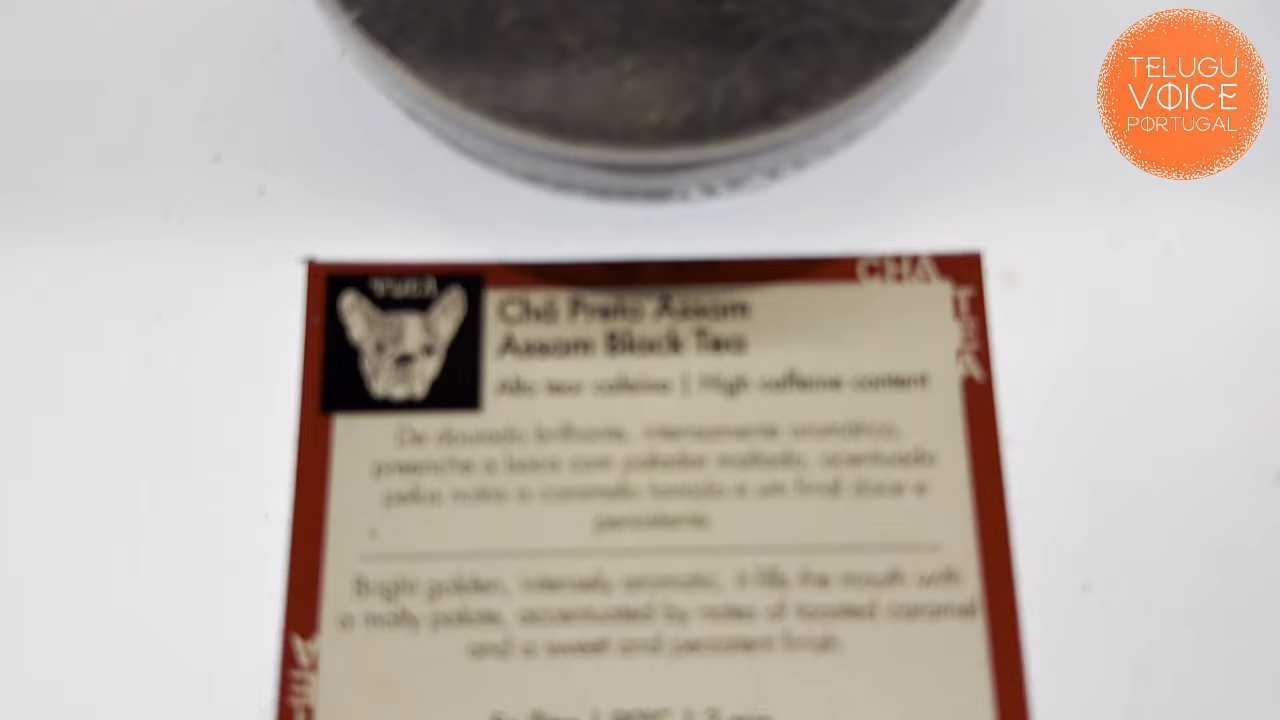 TELUGU
VOICE
PORTUGAL
CHÁ
Chá Preto Assam
Assam Black Tea
Alto teor cafeína | High caffeine content
De dourado brilhante, intensamente aromático,
preenche a boca com paladar maltado, acentuado
pelas notas a caramelo torrado e um final doce e
persistente.
Bright golden, intensely aromatic, it fills the mouth with
a malty palate, accentuated by notes of toasted caramel
and a sweet and persistent finish.